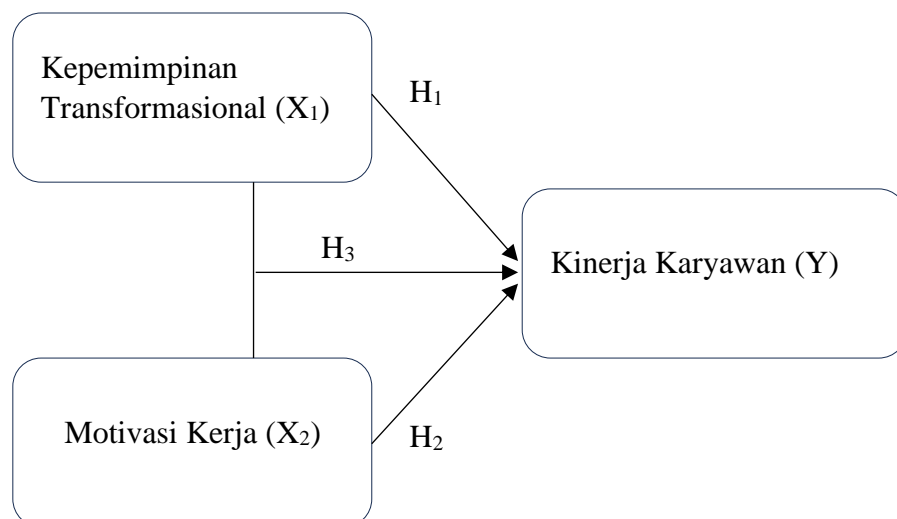 Kepemimpinan
Transformasional (X₁)
H₁
H₃
Kinerja Karyawan (Y)
Motivasi Kerja (X₂)
H₂